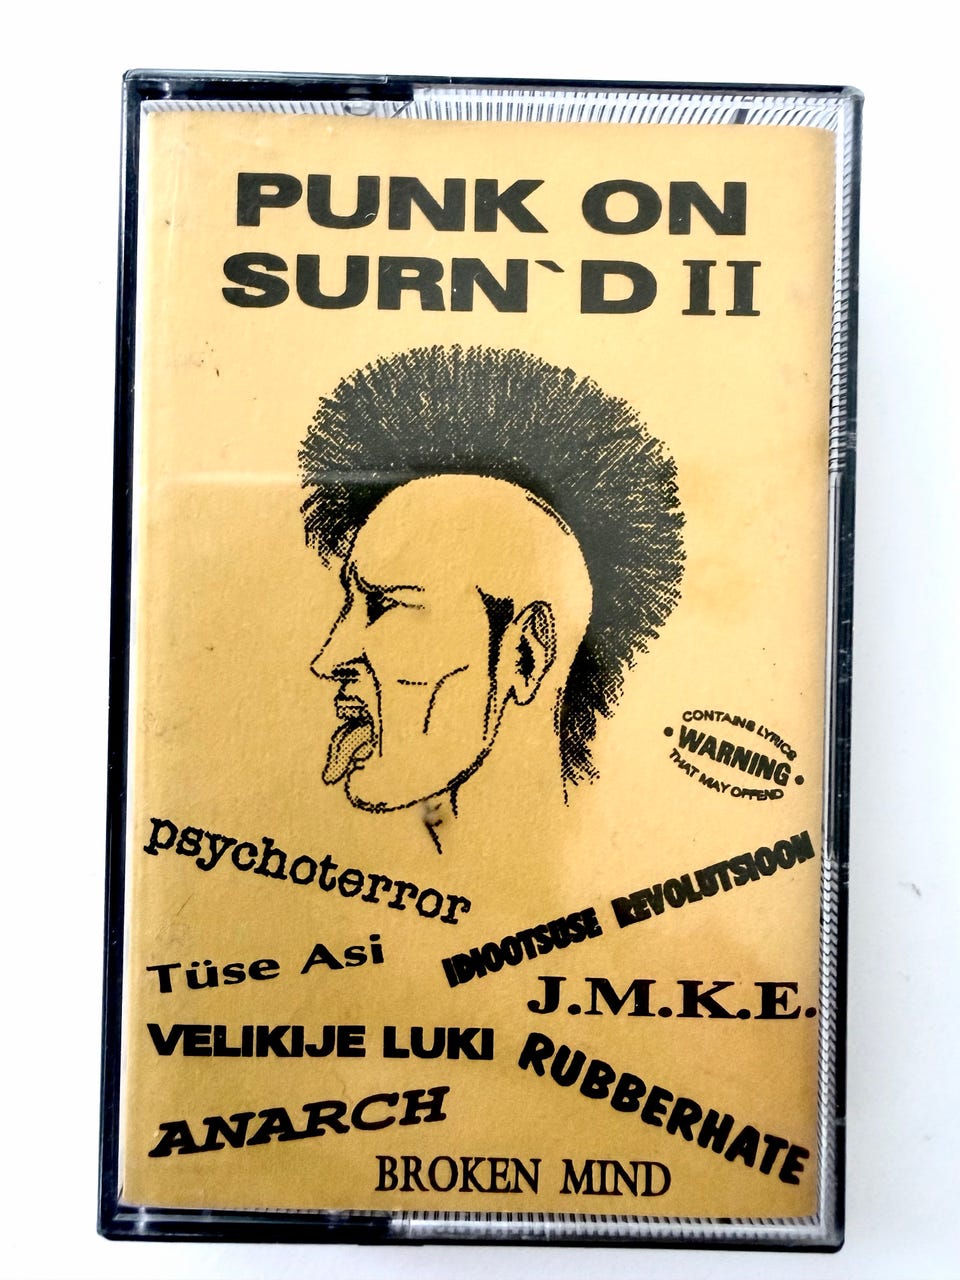 PUNK ON
SURN`D II
CONTAINS LYRICS
• WARNING •
THAT MAY OFFEND
psychoterror
IDIOOTSUSE REVOLUTSIOON
Tüse Asi
J.M.K.E.
VELIKIJE LUKI
RUBBERHATE
ANARCH
BROKEN MIND